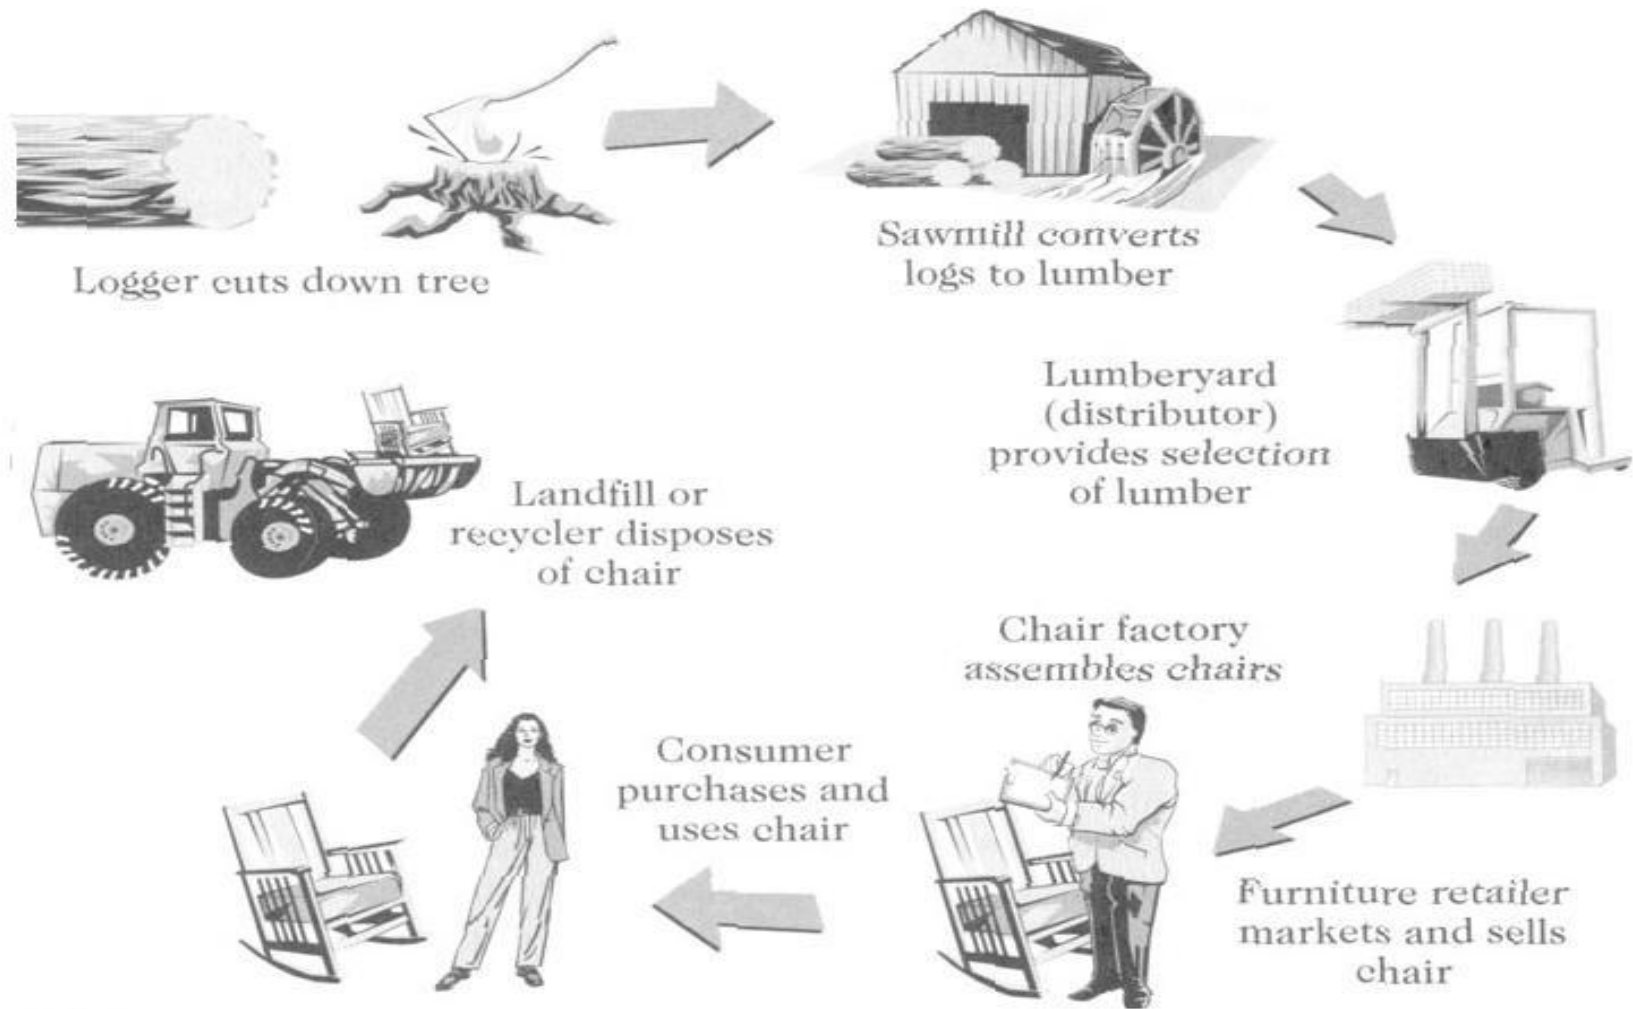 Logger cuts down tree
Sawmill converts
logs to lumber
Lumberyard
(distributor)
provides selection
of lumber
Chair factory
assembles chairs
Furniture retailer
markets and sells
chair
Consumer
purchases and
uses chair
Landfill or
recycler disposes
of chair